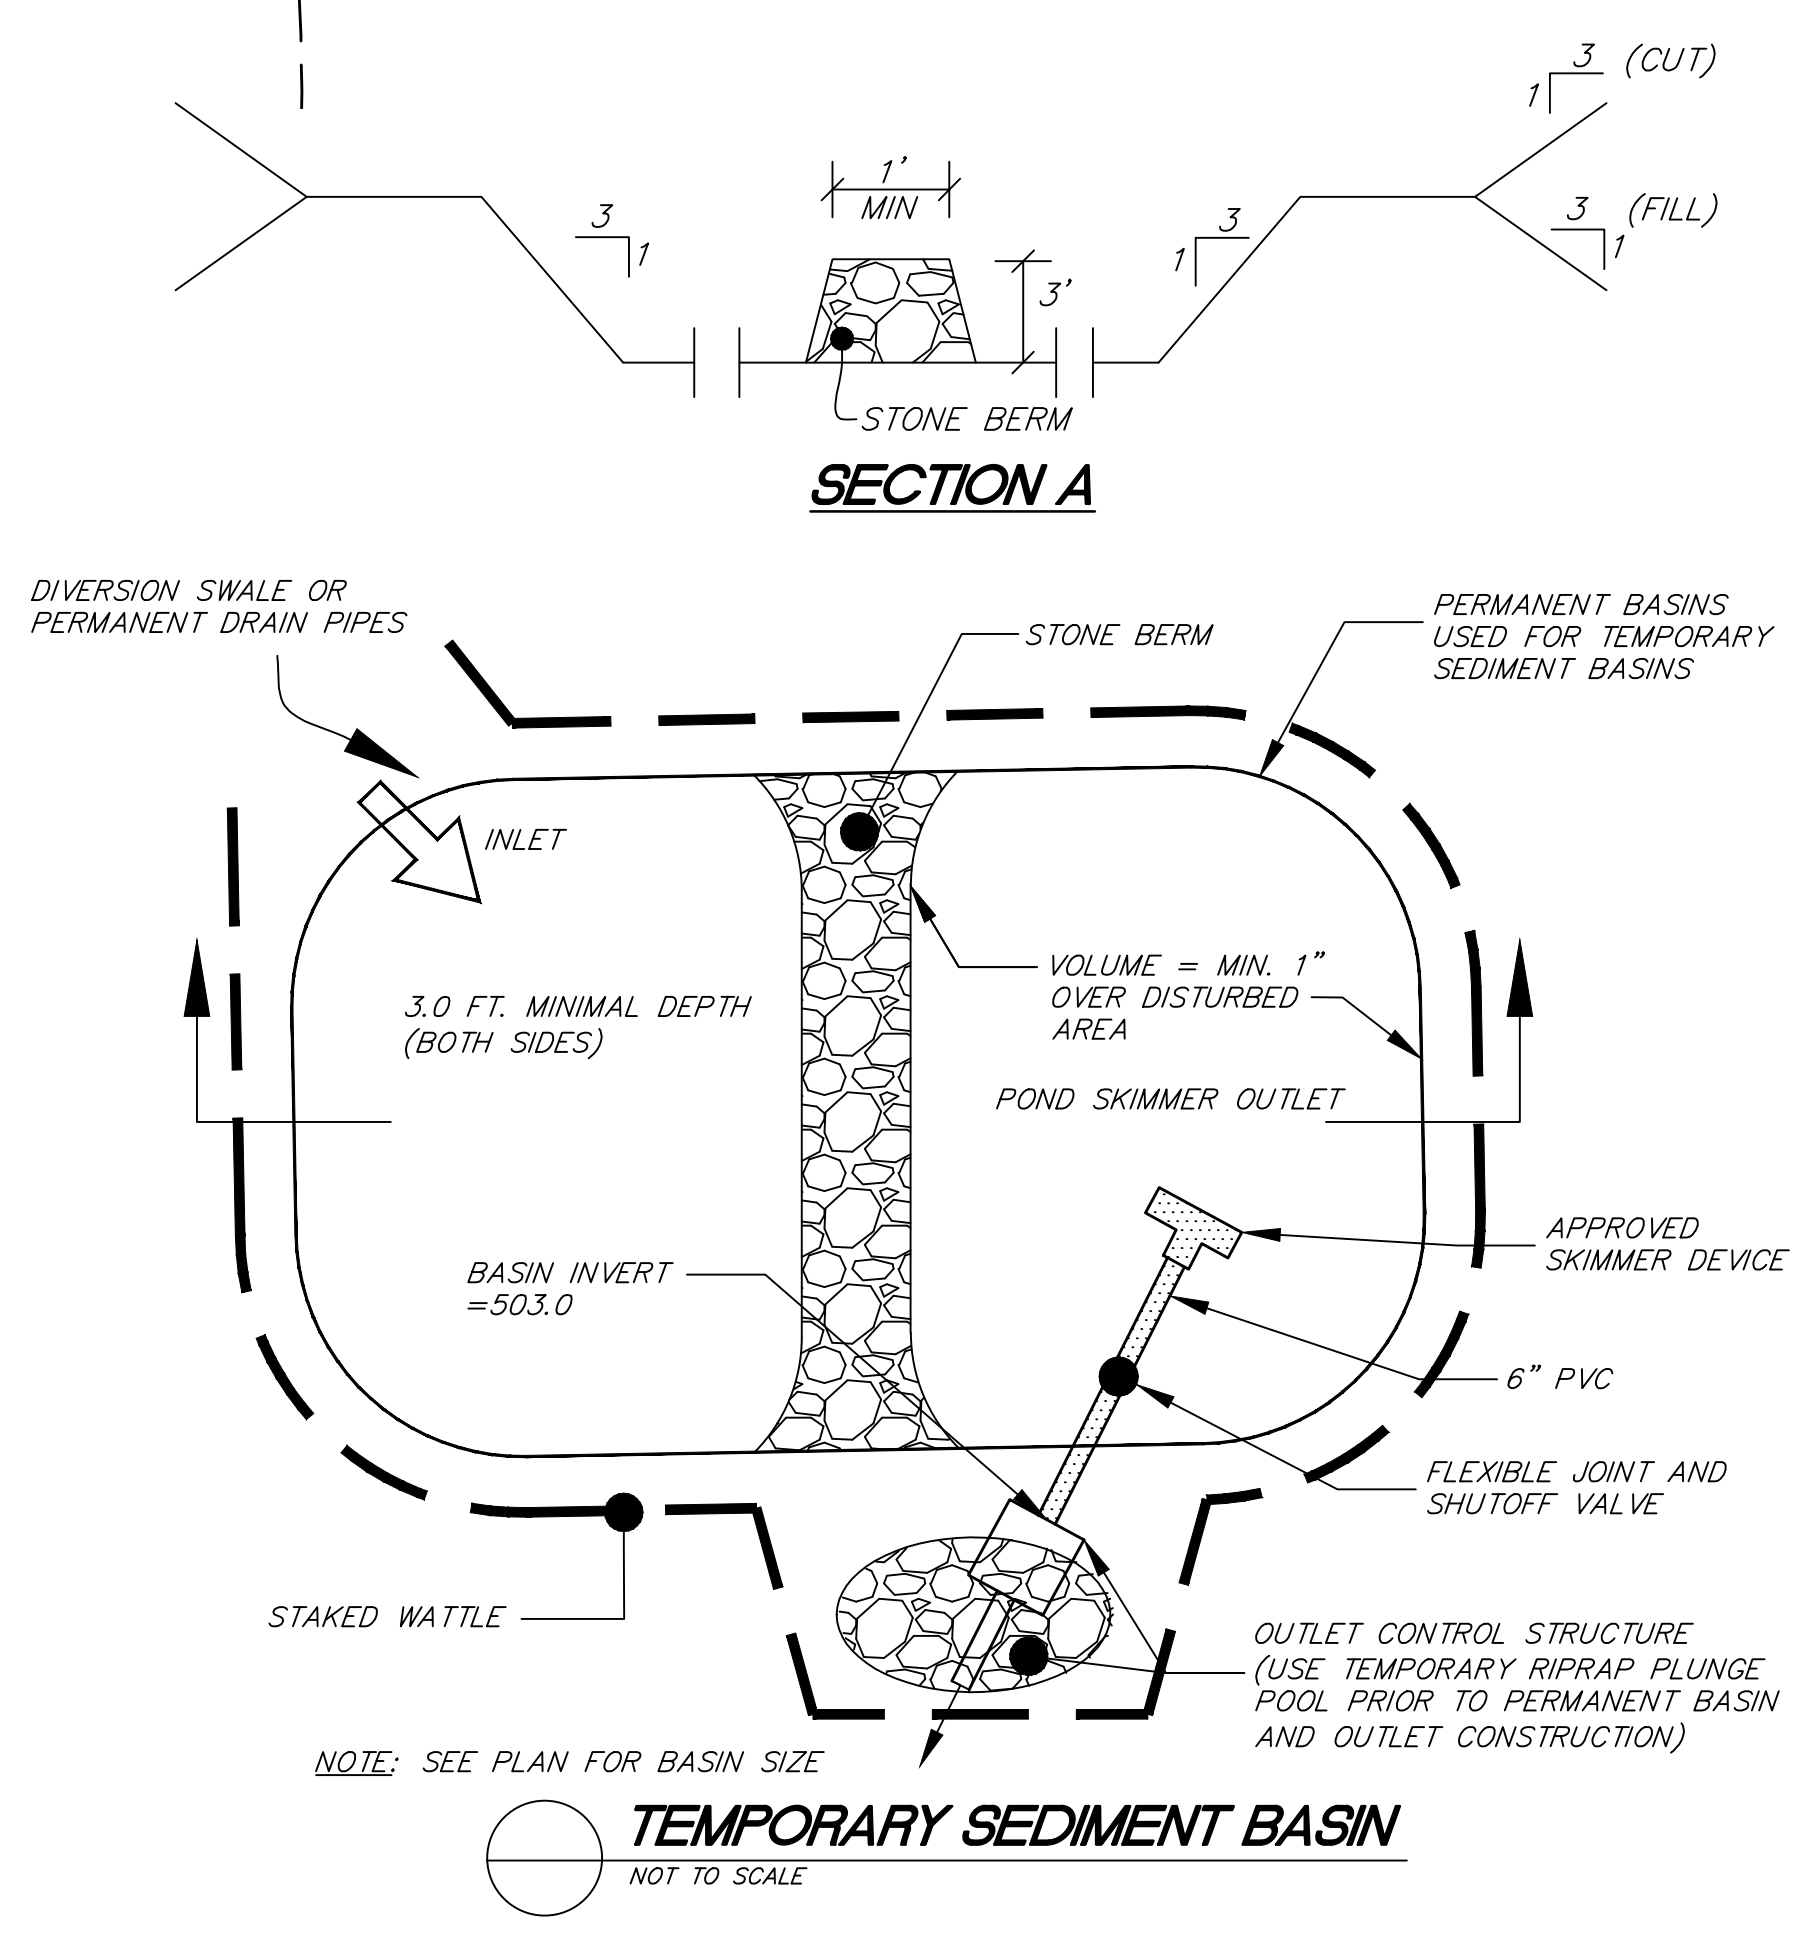 3 (CUT)
1
1'
MIN
3
1
3
1
3 (FILL)
1
3'
STONE BERM
SECTION A
DIVERSION SWALE OR
PERMANENT DRAIN PIPES
STONE BERM
PERMANENT BASINS
USED FOR TEMPORARY
SEDIMENT BASINS
INLET
VOLUME = MIN. 1"
OVER DISTURBED
AREA
3.0 FT. MINIMAL DEPTH
(BOTH SIDES)
POND SKIMMER OUTLET
APPROVED
SKIMMER DEVICE
BASIN INVERT
=503.0
6" PVC
FLEXIBLE JOINT AND
SHUTOFF VALVE
STAKED WATTLE
OUTLET CONTROL STRUCTURE
(USE TEMPORARY RIPRAP PLUNGE
POOL PRIOR TO PERMANENT BASIN
AND OUTLET CONSTRUCTION)
NOTE: SEE PLAN FOR BASIN SIZE
TEMPORARY SEDIMENT BASIN
NOT TO SCALE